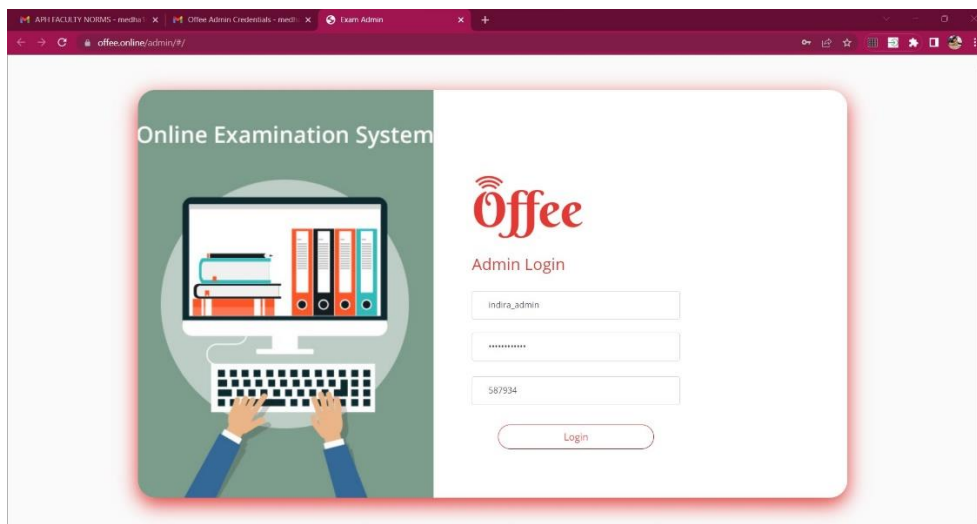 APH FACULTY NORMS - medha
Offee Admin Credentials - medh
Exam Admin
offee.online/admin/#/
Online Examination System
Offee
Admin Login
indira_admin
••••••••••••
587934
Login